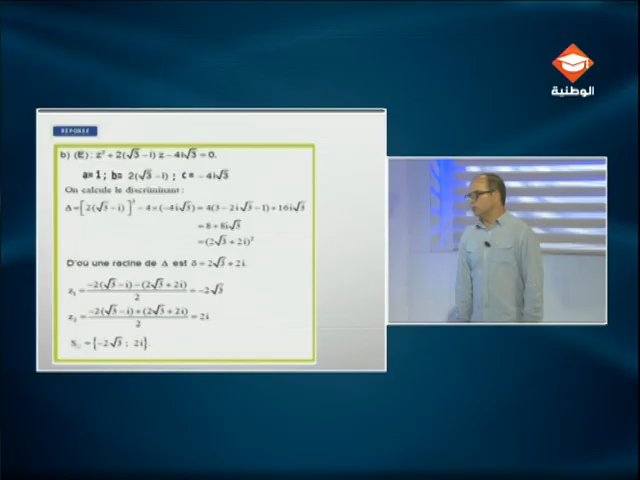 الوطنية
RÉPONSE
b) (E) : z² + 2(√3 − i) z − 4i√3 = 0.
a = 1 ; b = 2(√3 − i) ; c = − 4i√3
On calcule le discriminant :
Δ = [2(√3 − i)]² − 4×(−4i√3) = 4(3 − 2i√3 − 1) + 16i√3
= 8 + 8i√3
= (2√3 + 2i)²
D'où une racine de Δ est δ = 2√3 + 2i.
z₁ = (−2(√3 − i) − (2√3 + 2i))/2 = −2√3
z₂ = (−2(√3 − i) + (2√3 + 2i))/2 = 2i
S = {−2√3 ; 2i}.